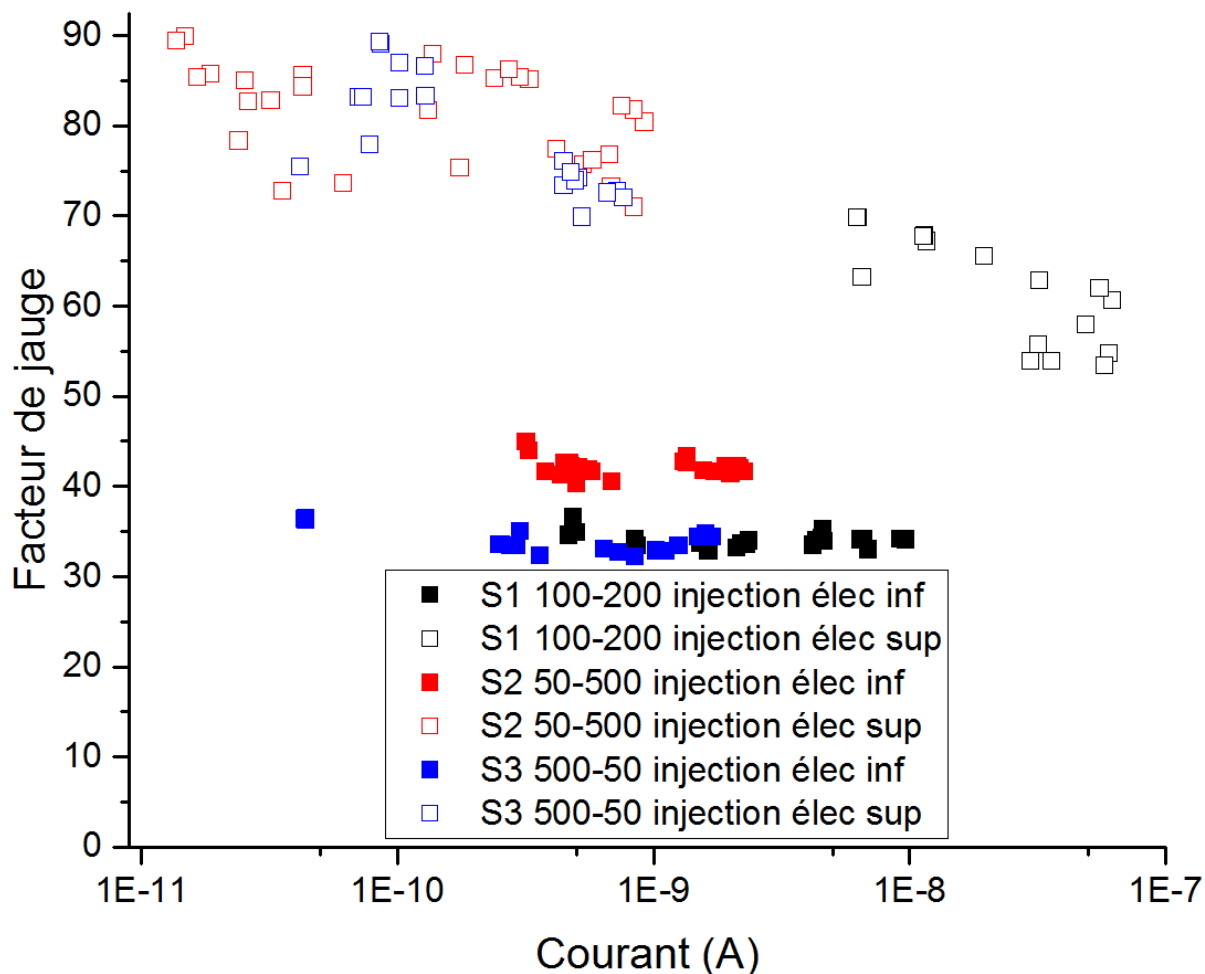 90
80
70
60
50
40
30
20
10
0
Facteur de jauge
S1 100-200 injection élec inf
S1 100-200 injection élec sup
S2 50-500 injection élec inf
S2 50-500 injection élec sup
S3 500-50 injection élec inf
S3 500-50 injection élec sup
1E-11 1E-10 1E-9 1E-8 1E-7
Courant (A)